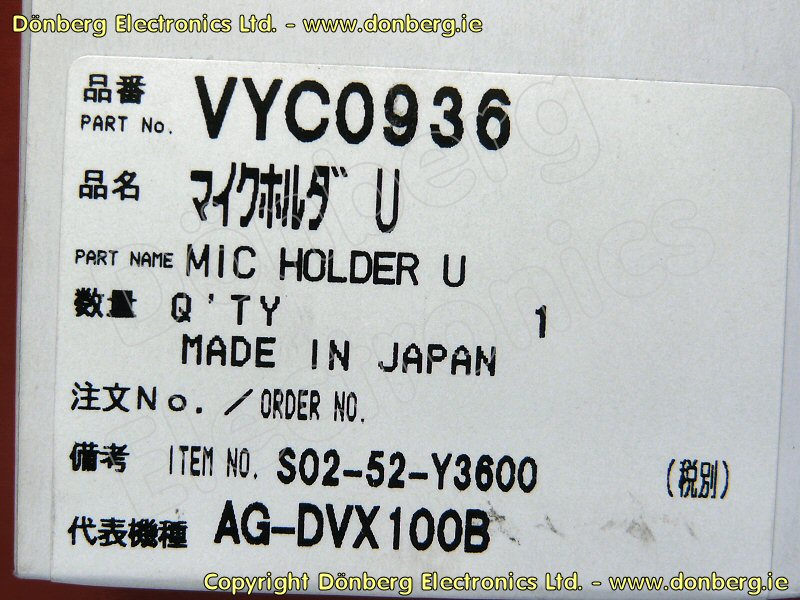 Dönberg Electronics Ltd. - www.donberg.ie
品番 PART No. VYC0936
品名 マイクホルダ U
PART NAME MIC HOLDER U
数量 Q'TY 1
MADE IN JAPAN
注文No. / ORDER NO.
備考 ITEM NO. S02-52-Y3600 (税別)
代表機種 AG-DVX100B
Dönberg Electronics
Copyright Dönberg Electronics Ltd. - www.donberg.ie